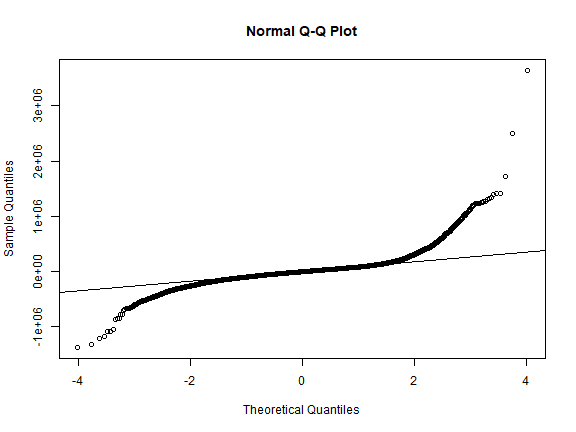 Normal Q-Q Plot
3e+06
2e+06
1e+06
0e+00
-1e+06
Sample Quantiles
-4
-2
0
2
4
Theoretical Quantiles